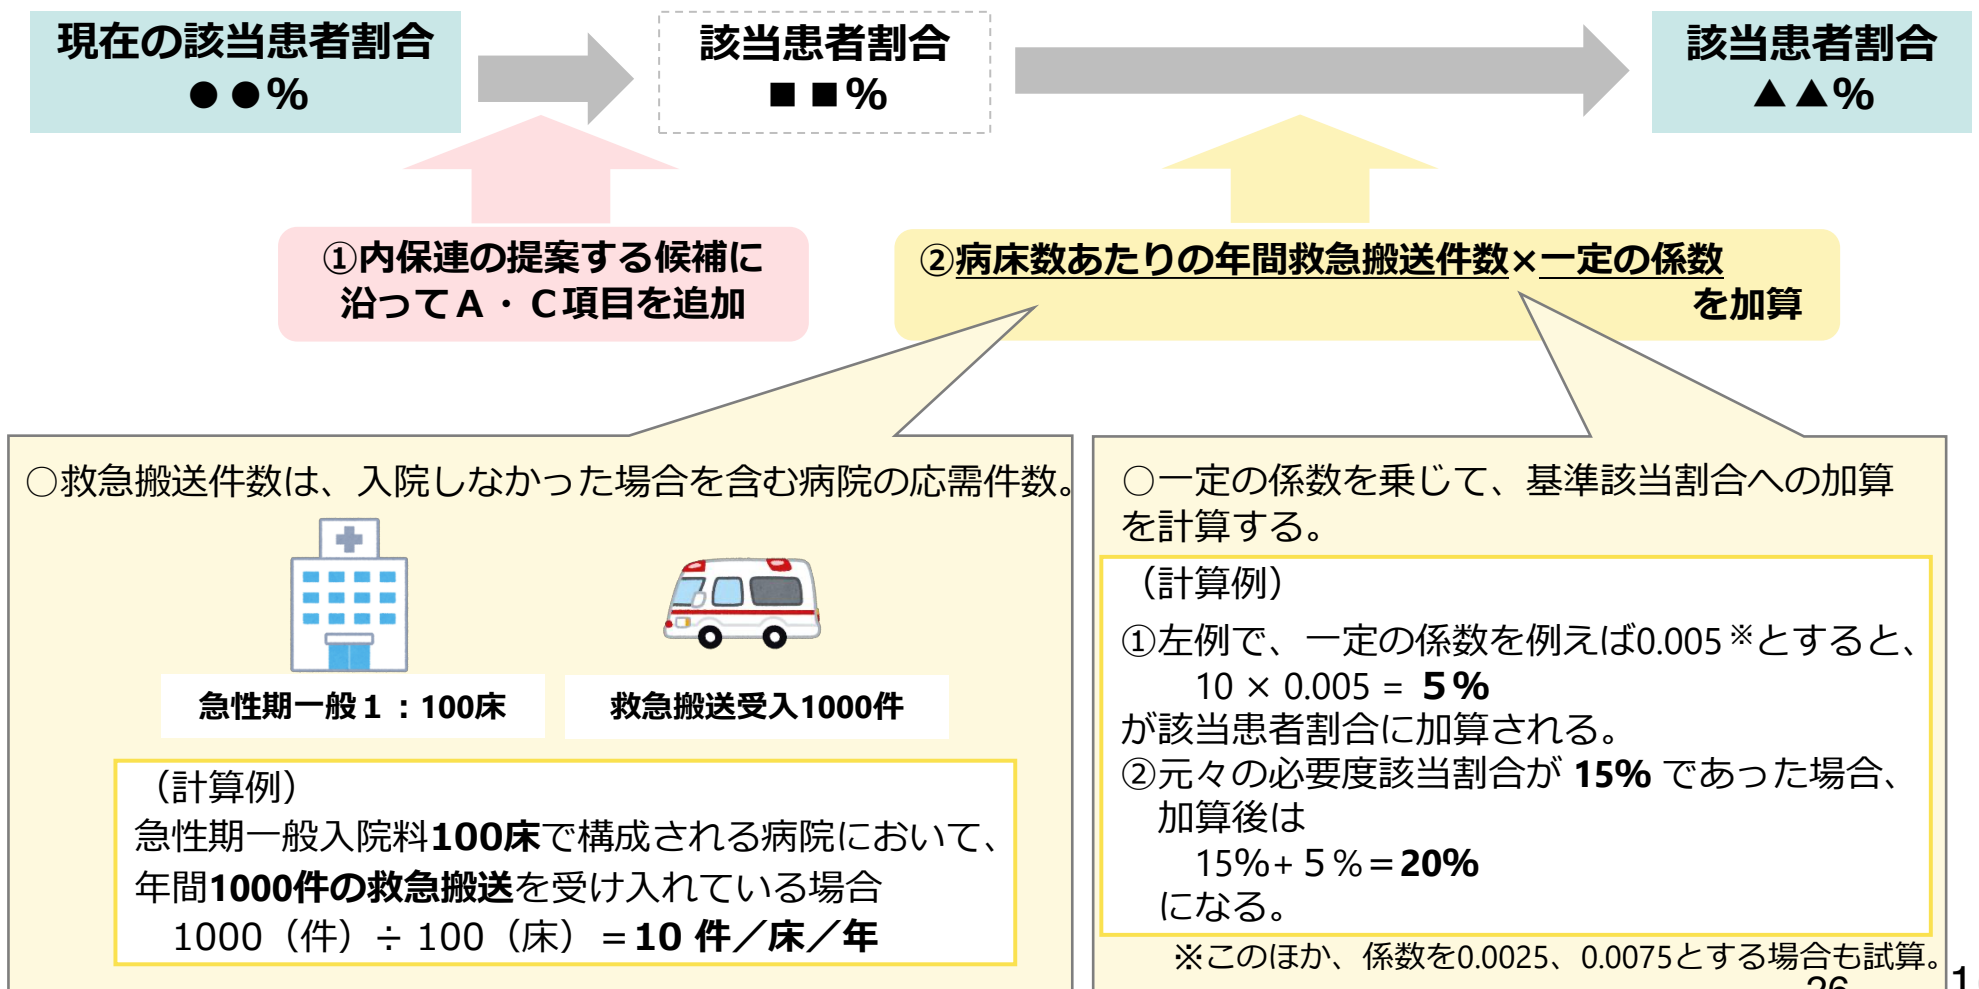 現在の該当患者割合
●●%
該当患者割合
■■%
該当患者割合
▲▲%
①内保連の提案する候補に
沿ってA・C項目を追加
②病床数あたりの年間救急搬送件数×一定の係数
を加算
○救急搬送件数は、入院しなかった場合を含む病院の応需件数。
急性期一般1：100床
救急搬送受入1000件
（計算例）
急性期一般入院料100床で構成される病院において、
年間1000件の救急搬送を受け入れている場合
1000（件）÷ 100（床）＝10 件／床／年
○一定の係数を乗じて、基準該当割合への加算
を計算する。
（計算例）
①左例で、一定の係数を例えば0.005※とすると、
10 × 0.005 = 5%
が該当患者割合に加算される。
②元々の必要度該当割合が 15% であった場合、
加算後は
15%+５%＝20%
になる。
※このほか、係数を0.0025、0.0075とする場合も試算。